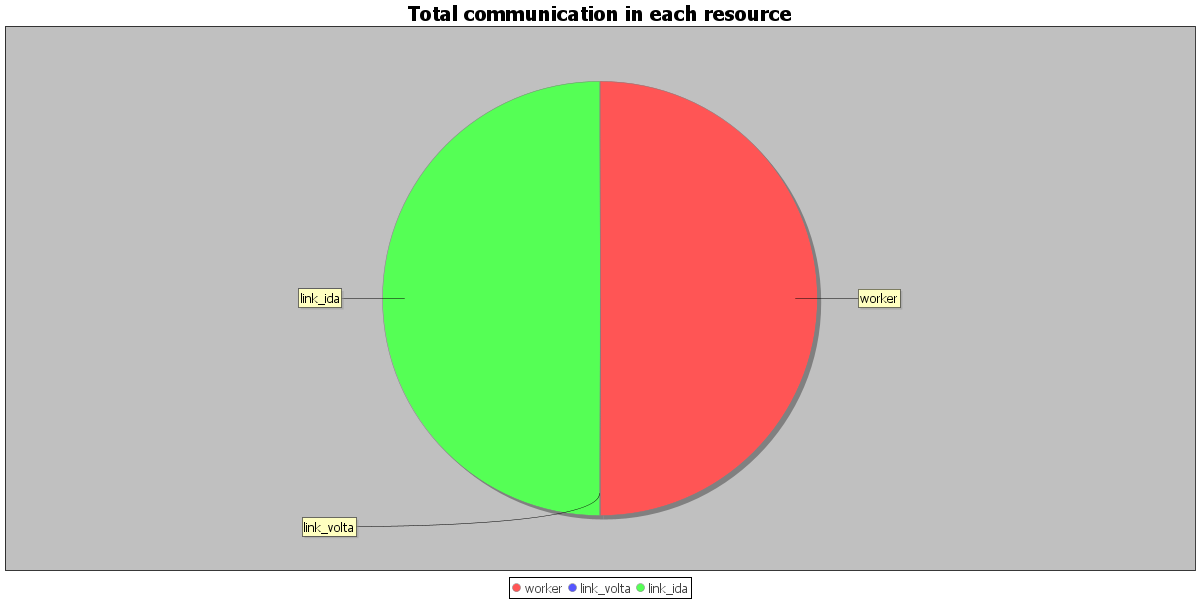 Total communication in each resource
link_ida
worker
link_volta
worker link_volta link_ida